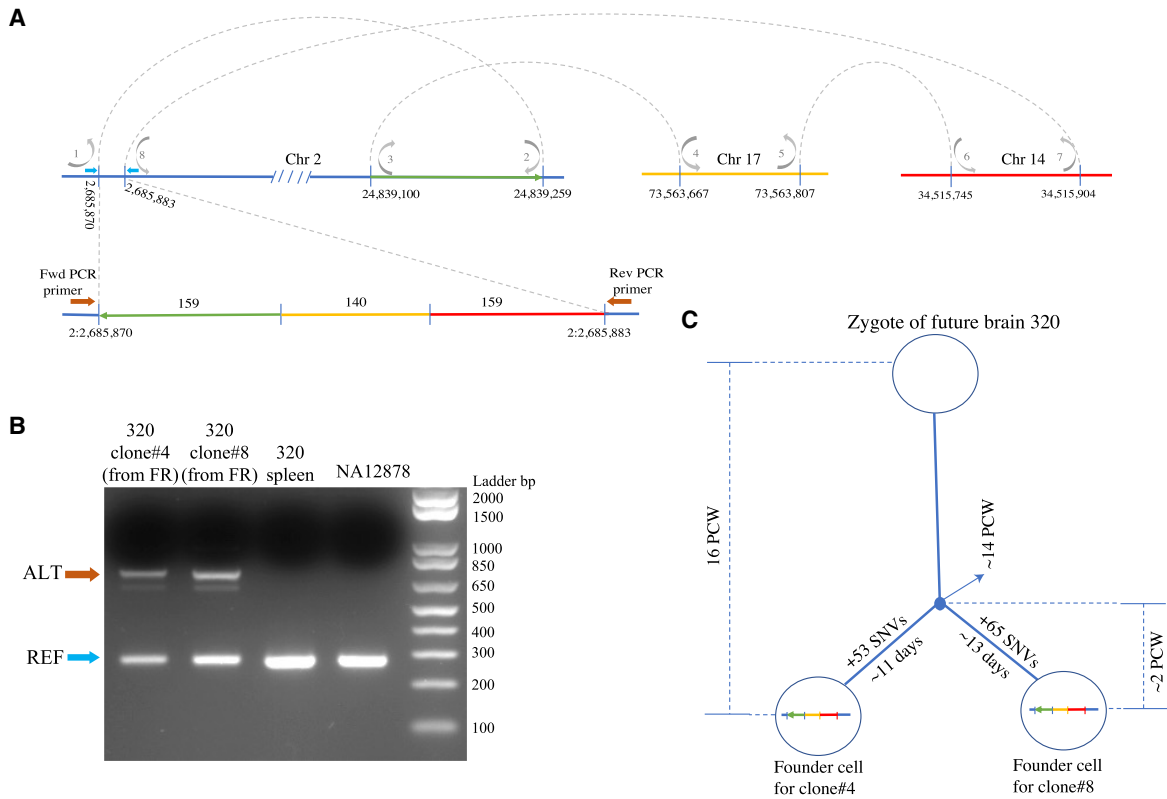 A
1
8
3
2
4
5
6
7
Chr 2
Chr 17
Chr 14
2,685,870
2,685,883
24,839,100
24,839,259
73,563,667
73,563,807
34,515,745
34,515,904
Fwd PCR
primer
Rev PCR
primer
159
140
159
2:2,685,870
2:2,685,883
B
320
clone#4
(from FR)
320
clone#8
(from FR)
320
spleen
NA12878
Ladder bp
2000
1500
1000
850
650
500
400
300
200
100
ALT
REF
C
Zygote of future brain 320
16 PCW
~14 PCW
+53 SNVs
~11 days
+65 SNVs
~13 days
~2 PCW
Founder cell
for clone#4
Founder cell
for clone#8